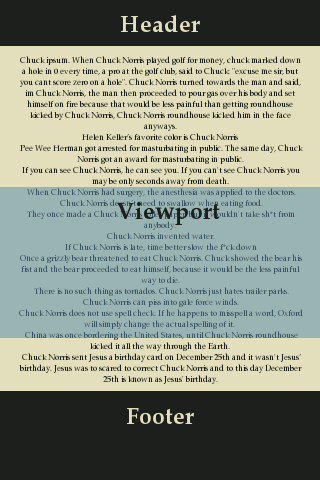 Header
Chuck ipsum. When Chuck Norris played golf for money, chuck marked down
a hole in 0 every time, a pro at the golf club, said to Chuck: "excuse me sir, but
you cant score zero on a hole". Chuck Norris turned towards the man and said,
im Chuck Norris, the man then proceeded to pour gas over his body and set
himself on fire because that would be less painful than getting roundhouse
kicked by Chuck Norris, Chuck Norris roundhouse kicked him in the face
anyways.
Helen Keller's favorite color is Chuck Norris
Pee Wee Herman got arrested for masturbating in public. The same day, Chuck
Norris got an award for masturbating in public.
If you can see Chuck Norris, he can see you. If you can't see Chuck Norris you
may be only seconds away from death.
When Chuck Norris had surgery, the anesthesia was applied to the doctors.
Chuck Norris doesn't need to swallow when eating food.
Viewport
They once made a Chuck Norris wouldn't take sh*t from
anybody.
Chuck Norris invented water.
If Chuck Norris is late, time better slow the f*ck down
Once a grizzly bear threatened to eat Chuck Norris. Chuck showed the bear his
fist and the bear proceeded to eat himself, because it would be the less painful
way to die.
There is no such thing as tornados. Chuck Norris just hates trailer parks.
Chuck Norris can piss into gale force winds.
Chuck Norris does not use spell check. If he happens to misspell a word, Oxford
will simply change the actual spelling of it.
China was once bordering the United States, until Chuck Norris roundhouse
kicked it all the way through the Earth.
Chuck Norris sent Jesus a birthday card on December 25th and it wasn't Jesus'
birthday. Jesus was to scared to correct Chuck Norris and to this day December
25th is known as Jesus' birthday.
Footer